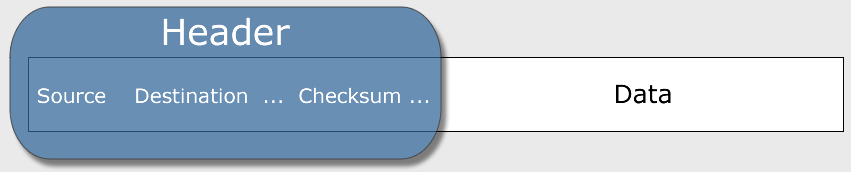 Header
Source Destination ... Checksum ... Data